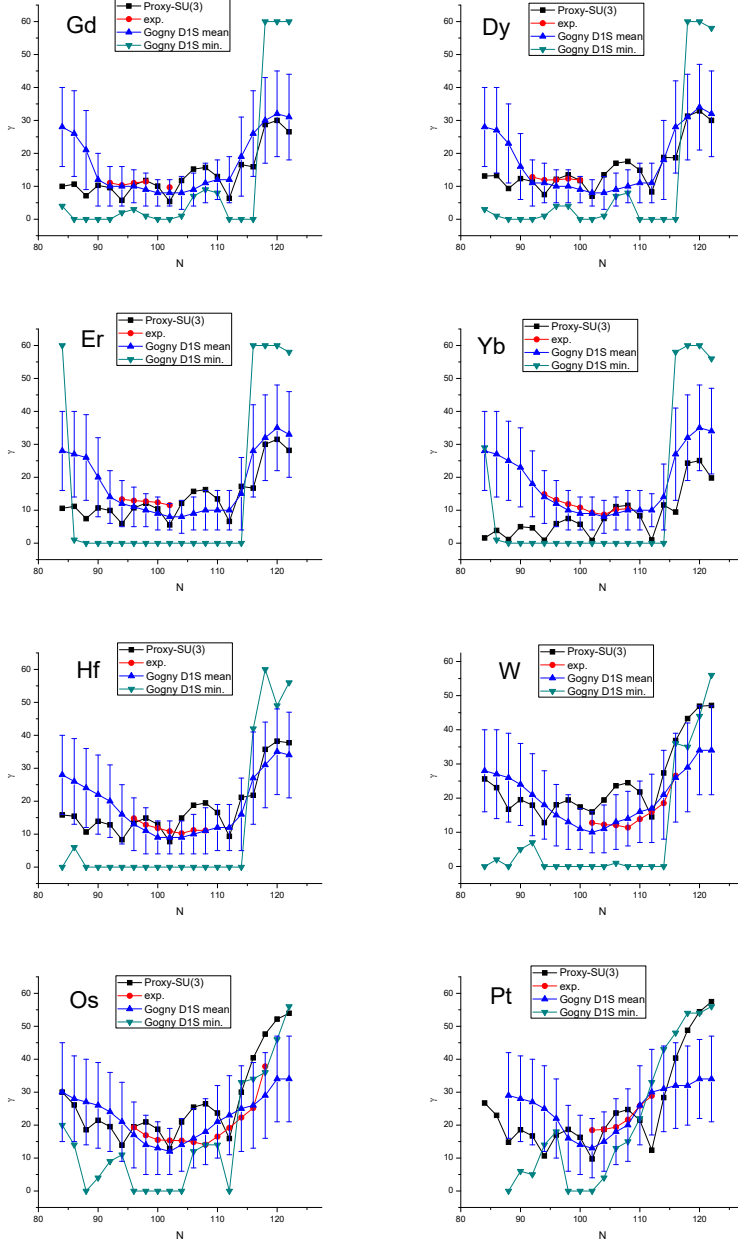 Gd
Proxy-SU(3)
exp.
Gogny D1S mean
Gogny D1S min.
60
50
40
30
20
10
0
γ
80 90 100 110 120
N
Dy
Proxy-SU(3)
exp.
Gogny D1S mean
Gogny D1S min.
60
50
40
30
20
10
0
γ
80 90 100 110 120
N
Er
Proxy-SU(3)
exp.
Gogny D1S mean
Gogny D1S min.
60
50
40
30
20
10
0
γ
80 90 100 110 120
N
Yb
Proxy-SU(3)
exp.
Gogny D1S mean
Gogny D1S min.
60
50
40
30
20
10
0
γ
80 90 100 110 120
N
Hf
Proxy-SU(3)
exp.
Gogny D1S mean
Gogny D1S min.
60
50
40
30
20
10
0
γ
80 90 100 110 120
N
W
Proxy-SU(3)
exp.
Gogny D1S mean
Gogny D1S min.
60
50
40
30
20
10
0
γ
80 90 100 110 120
N
Os
Proxy-SU(3)
exp.
Gogny D1S mean
Gogny D1S min.
60
50
40
30
20
10
0
γ
80 90 100 110 120
N
Pt
Proxy-SU(3)
exp.
Gogny D1S mean
Gogny D1S min.
60
50
40
30
20
10
0
γ
80 90 100 110 120
N